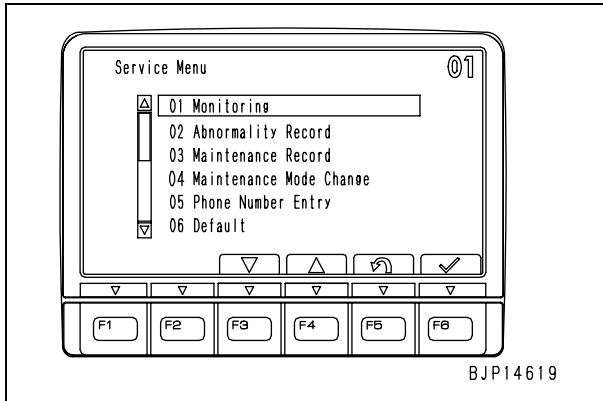 Service Menu 01
01 Monitoring
02 Abnormality Record
03 Maintenance Record
04 Maintenance Mode Change
05 Phone Number Entry
06 Default
F1 F2 F3 F4 F5 F6
BJP14619